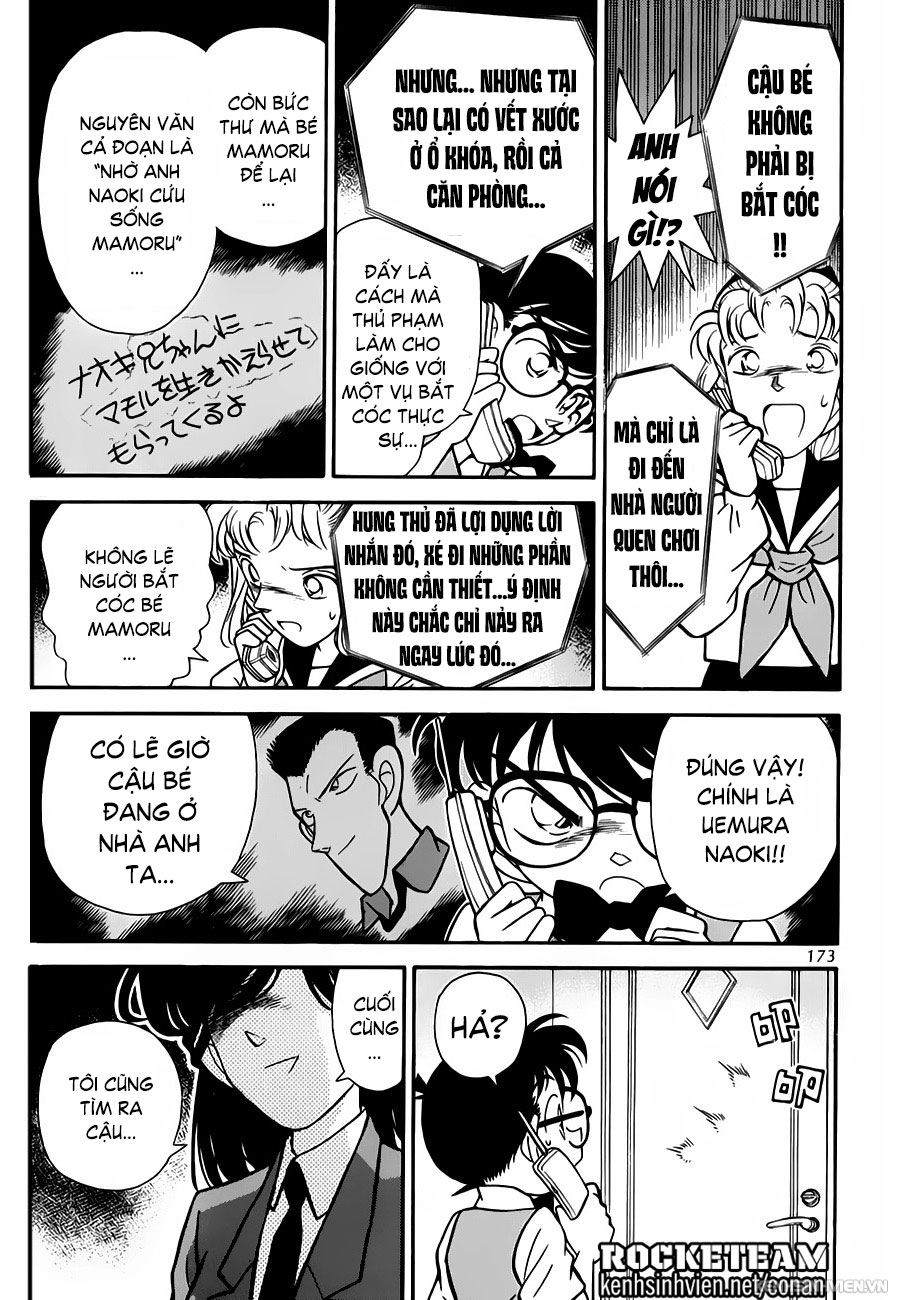 CẬU BÉ
KHÔNG
PHẢI BỊ
BẮT CÓC
!!
ANH
NÓI
GÌ!?
MÀ CHỈ LÀ
ĐI ĐẾN
NHÀ NGƯỜI
QUEN CHƠI
THÔI...
NHƯNG... NHƯNG TẠI
SAO LẠI CÓ VẾT XƯỚC
Ở Ổ KHÓA, RỒI CẢ
CĂN PHÒNG...
ĐẤY LÀ
CÁCH MÀ
THỦ PHẠM
LÀM CHO
GIỐNG VỚI
MỘT VỤ BẮT
CÓC THỰC
SỰ...
CÒN BỨC
THƯ MÀ BÉ
MAMORU
ĐỂ LẠI
...
NGUYÊN VĂN
CẢ ĐOẠN LÀ
“NHỜ ANH
NAOKI CỨU
SỐNG
MAMORU”
...
ナオキ兄ちゃんに
マモルを生きかえらせて
もらってくるよ
HUNG THỦ ĐÃ LỢI DỤNG LỜI
NHẮN ĐÓ, XÉ ĐI NHỮNG PHẦN
KHÔNG CẦN THIẾT...Ý ĐỊNH
NÀY CHẮC CHỈ NẢY RA
NGAY LÚC ĐÓ...
KHÔNG LẼ
NGƯỜI BẮT
CÓC BÉ
MAMORU
...
ĐÚNG VẬY!
CHÍNH LÀ
UEMURA
NAOKI!!
CÓ LẼ GIỜ
CẬU BÉ
ĐANG Ở
NHÀ ANH
TA...
173
HẢ?
CUỐI
CÙNG
...
TÔI CŨNG
TÌM RA
CẬU...
ROCKETEAM
kenhsinhvien.net/conan